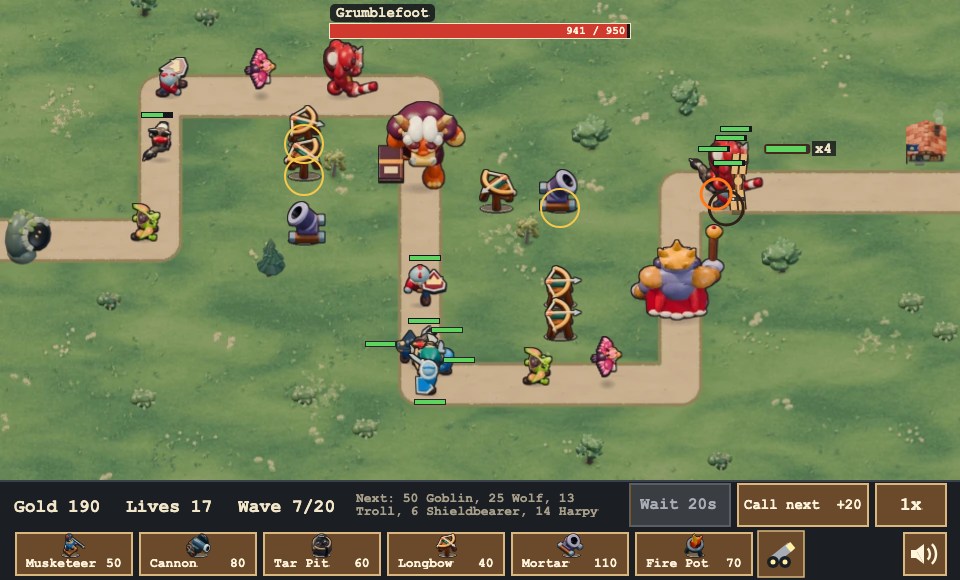 Grumblefoot
941 / 950
x4
Gold 190
Lives 17
Wave 7/20
Next: 50 Goblin, 25 Wolf, 13
Troll, 6 Shieldbearer, 14 Harpy
Wait 20s
Call next +20
1x
Musketeer 50
Cannon 80
Tar Pit 60
Longbow 40
Mortar 110
Fire Pot 70